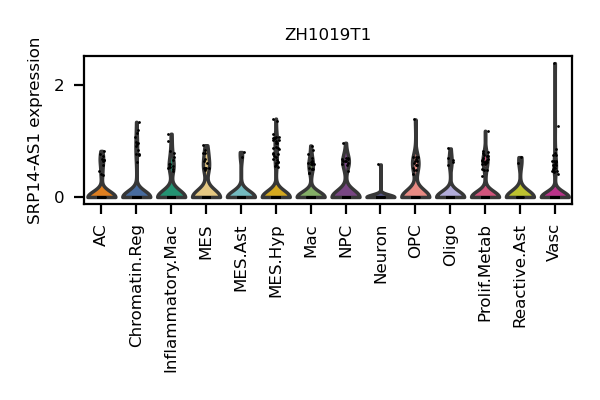 ZH1019T1
SRP14-AS1 expression
2
0
AC
Chromatin.Reg
Inflammatory.Mac
MES
MES.Ast
MES.Hyp
Mac
NPC
Neuron
OPC
Oligo
Prolif.Metab
Reactive.Ast
Vasc